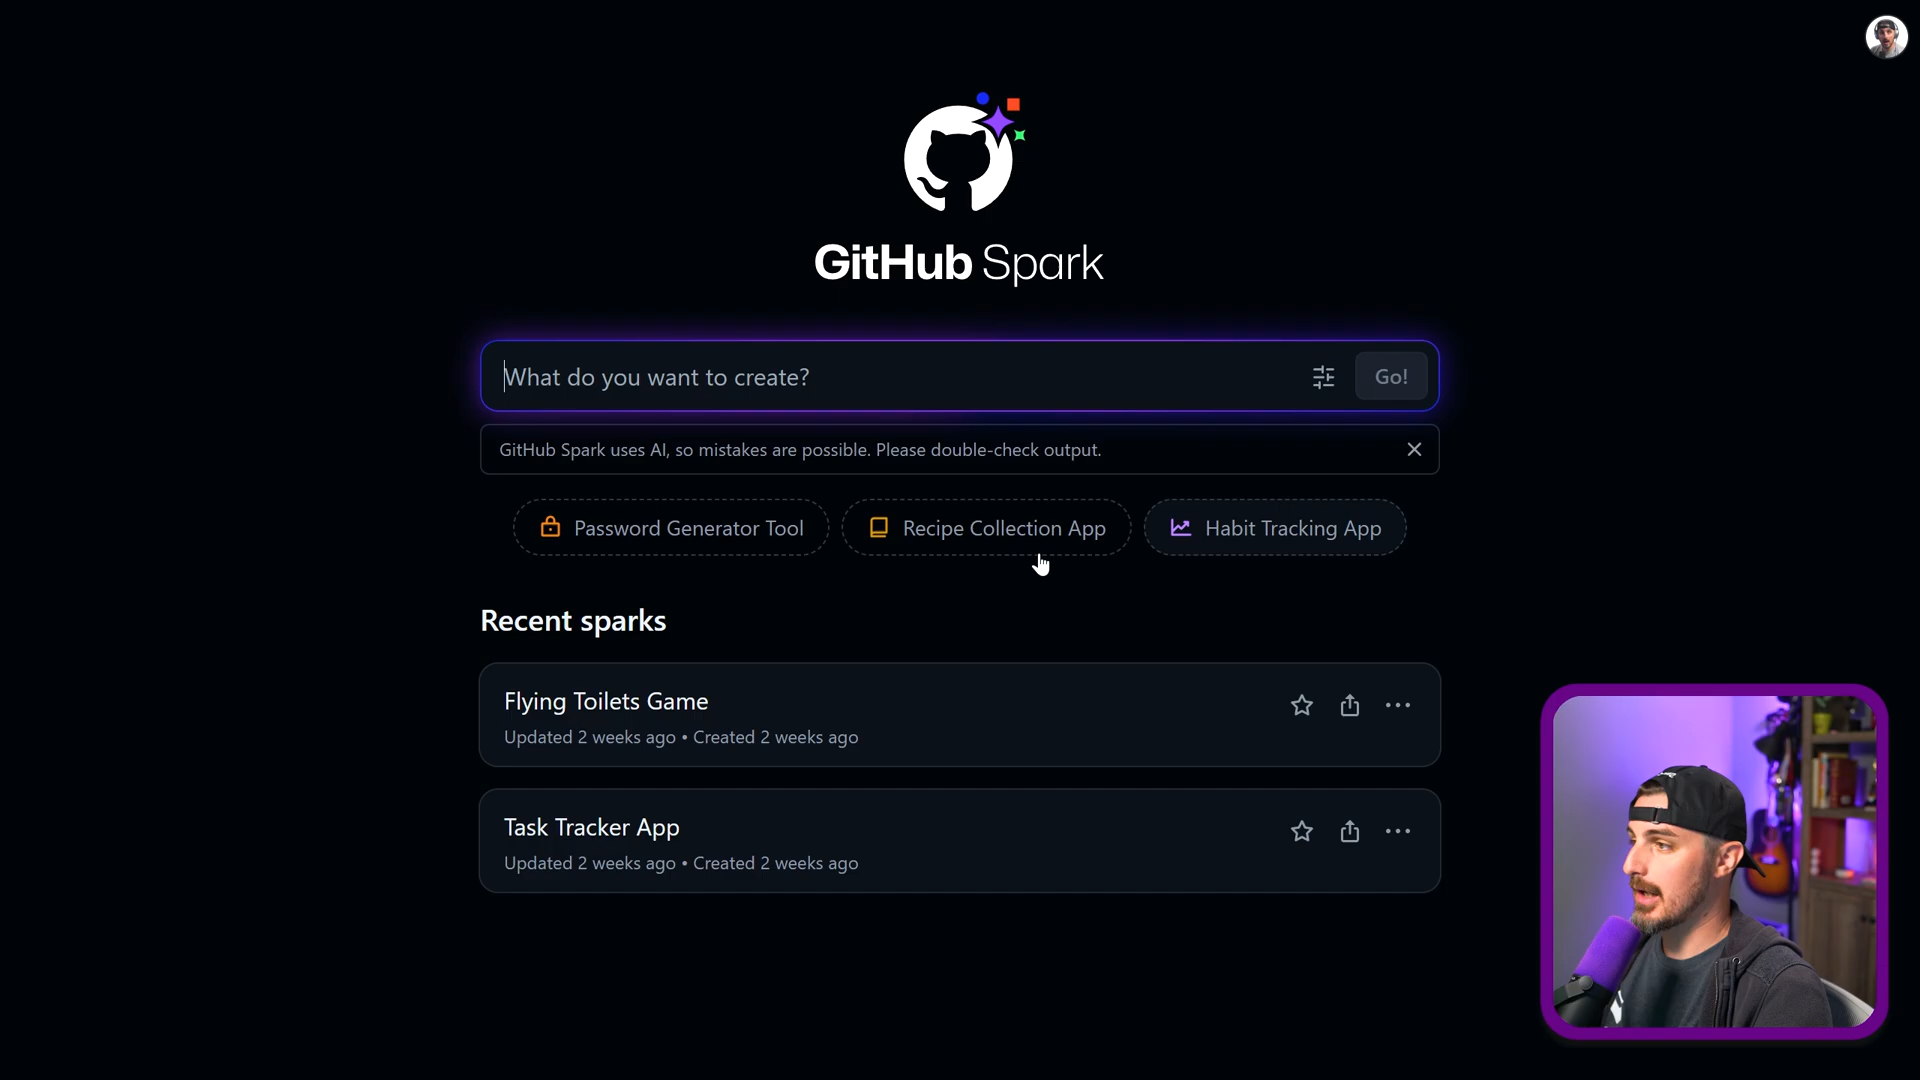 GitHub Spark
What do you want to create?
Go!
GitHub Spark uses AI, so mistakes are possible. Please double-check output.
Password Generator Tool
Recipe Collection App
Habit Tracking App
Recent sparks
Flying Toilets Game
Updated 2 weeks ago • Created 2 weeks ago
Task Tracker App
Updated 2 weeks ago • Created 2 weeks ago